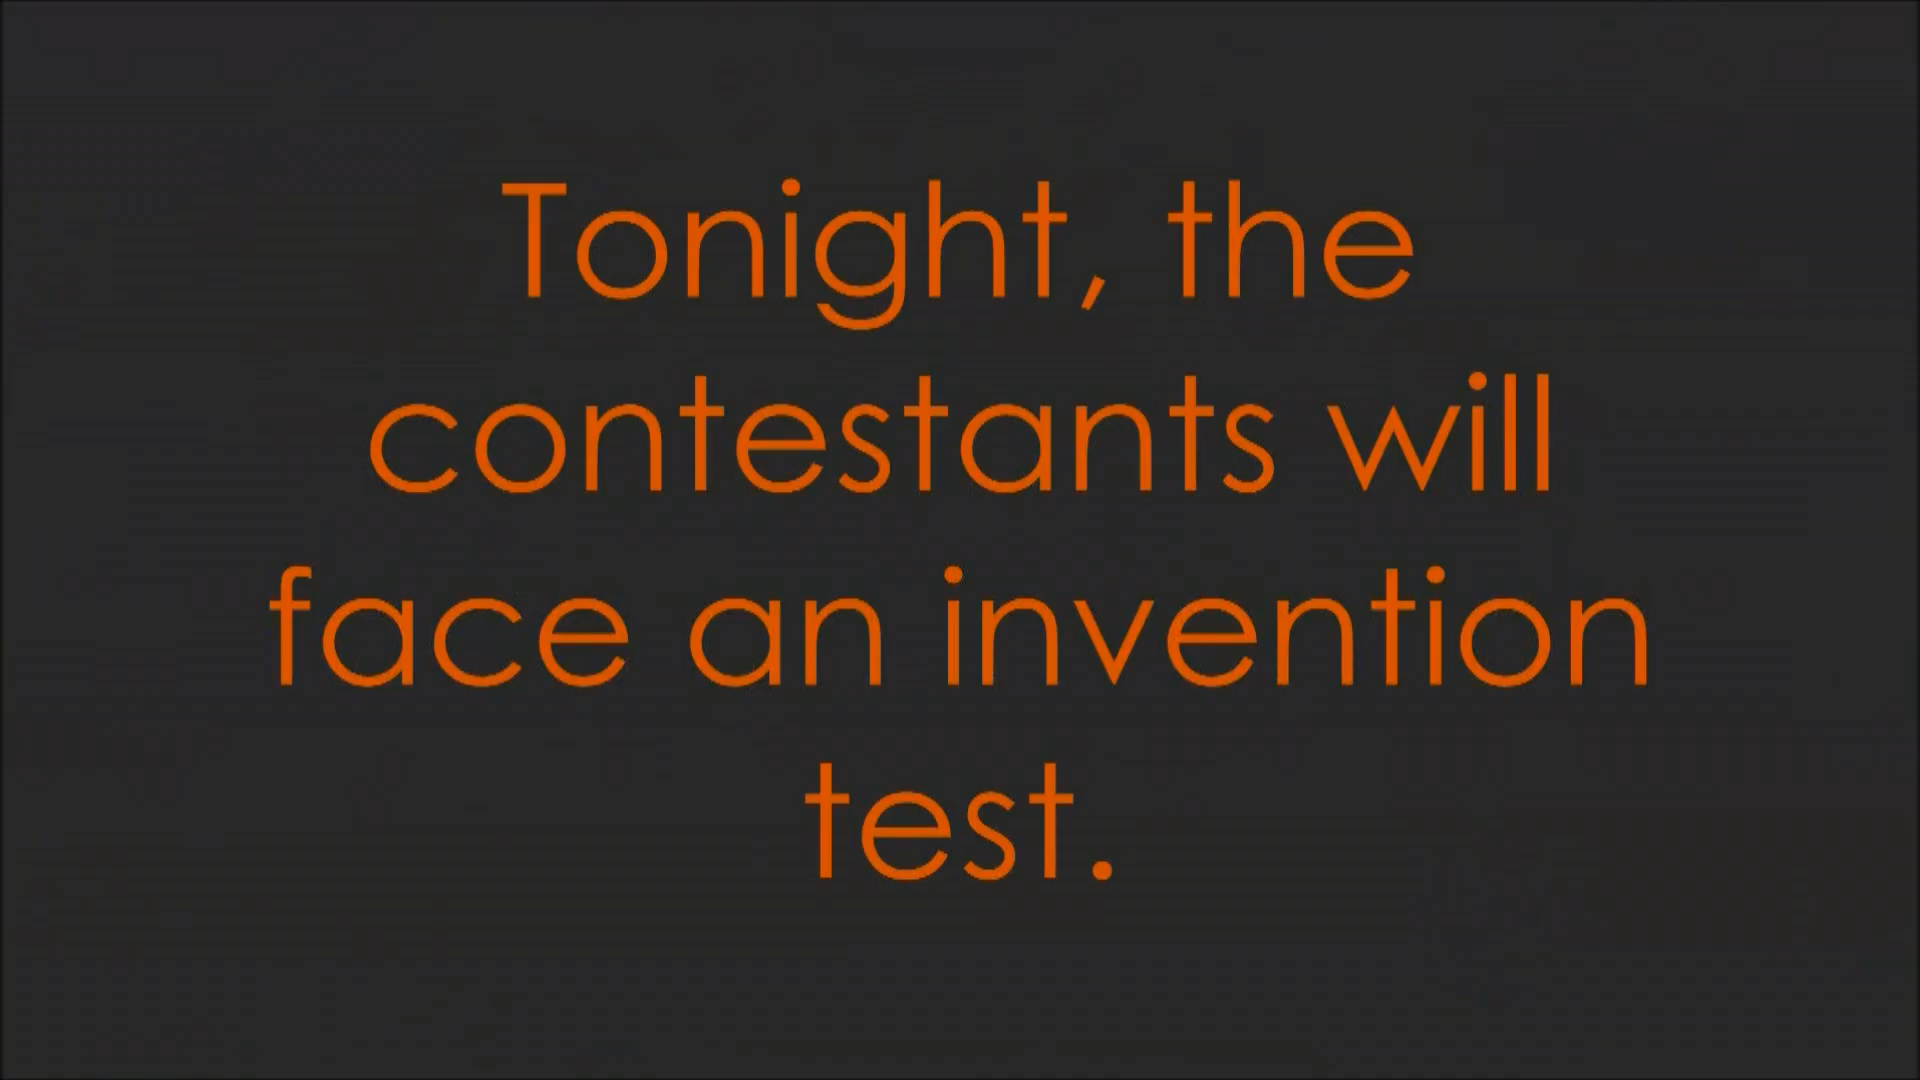 Tonight, the
contestants will
face an invention
test.